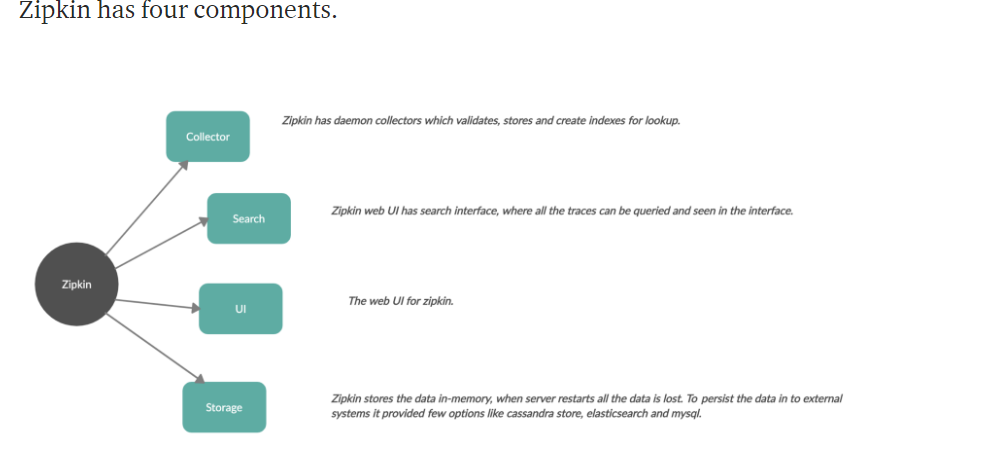 Zipkin has four components.
Collector
Zipkin has daemon collectors which validates, stores and create indexes for lookup.
Search
Zipkin web UI has search interface, where all the traces can be queried and seen in the interface.
Zipkin
UI
The web UI for zipkin.
Storage
Zipkin stores the data in-memory, when server restarts all the data is lost. To persist the data in to external
systems it provided few options like cassandra store, elasticsearch and mysql.